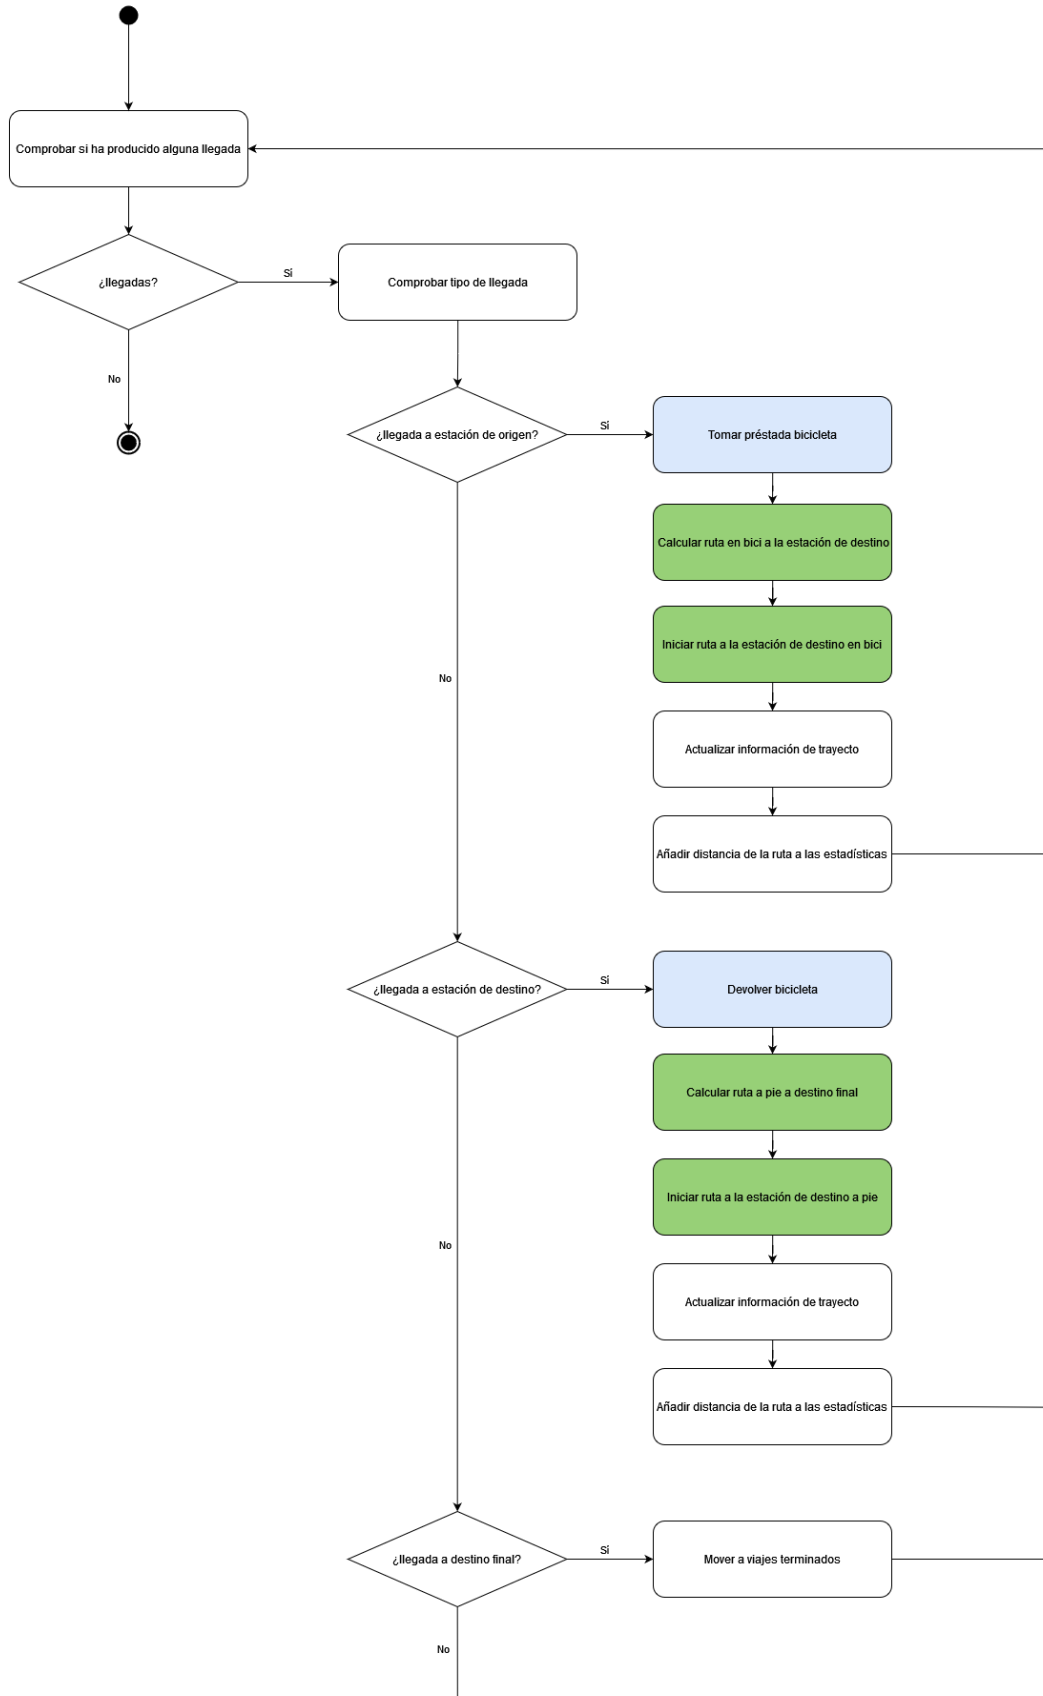 Comprobar si ha producido alguna llegada
¿llegadas?
Sí
Comprobar tipo de llegada
No
¿llegada a estación de origen?
Sí
Tomar préstada bicicleta
Calcular ruta en bici a la estación de destino
Iniciar ruta a la estación de destino en bici
No
Actualizar información de trayecto
Añadir distancia de la ruta a las estadísticas
¿llegada a estación de destino?
Sí
Devolver bicicleta
Calcular ruta a pie a destino final
Iniciar ruta a la estación de destino a pie
No
Actualizar información de trayecto
Añadir distancia de la ruta a las estadísticas
¿llegada a destino final?
Sí
Mover a viajes terminados
No